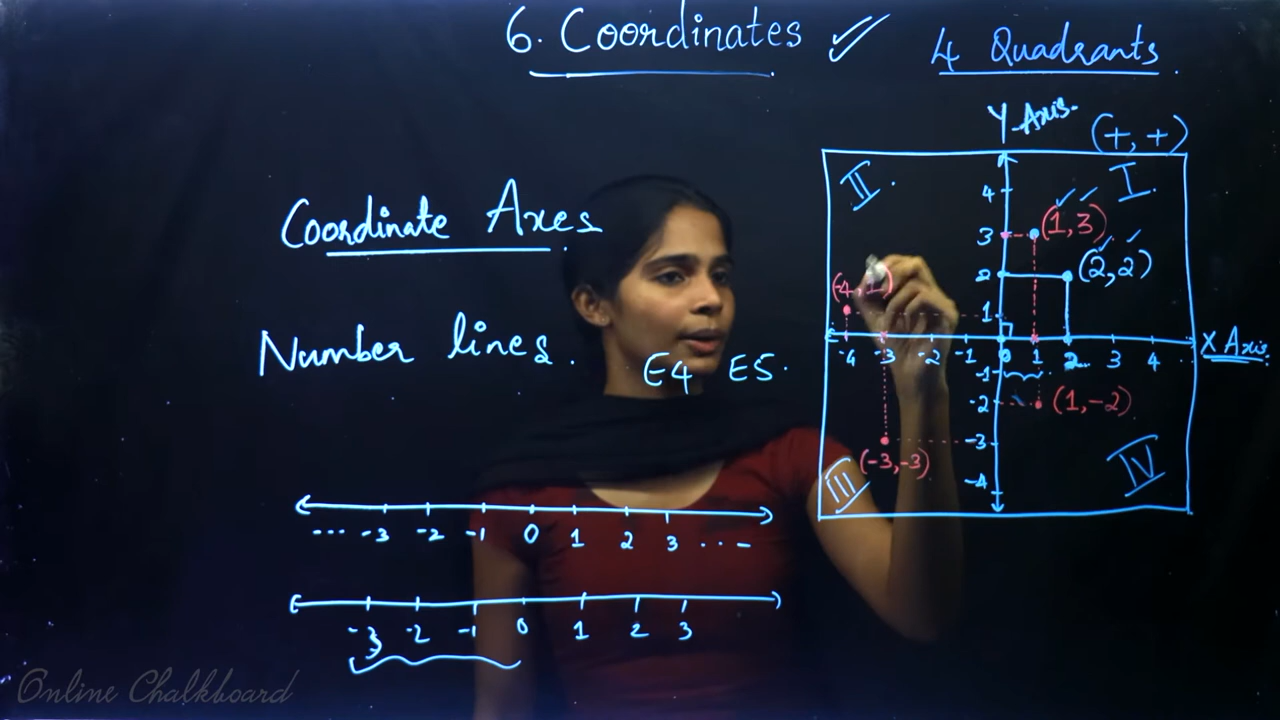 6. Coordinates ✓
4 Quadrants.
Y Axis.
(+, +)
II.
I.
Coordinate Axes
4
3
(1, 3)
2
(2, 2)
(-4, 1)
1
Number lines.
E4 E5.
-4 -3 -2 -1 0 1 2 3 4
X Axis.
-1
-2
(1, -2)
-3
(-3, -3)
III
IV
-4
... -3 -2 -1 0 1 2 3 ...
-3 -2 -1 0 1 2 3
Online Chalkboard